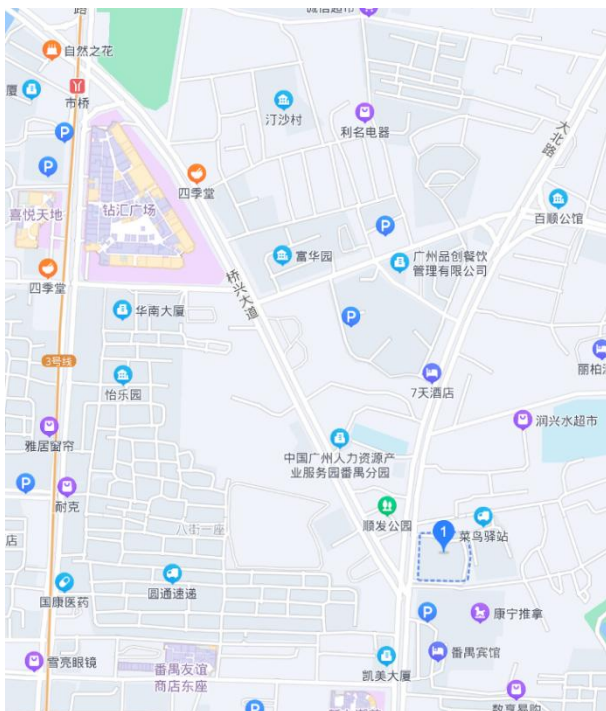 路
自然之花
厦
市桥
P
P
汀沙村
利名电器
大北路
四季堂
喜悦天地
钻汇广场
P
百顺公馆
富华园
广州品创餐饮
管理有限公司
四季堂
桥兴大道
华南大厦
P
3号线
怡乐园
7天酒店
丽柏
雅居窗帘
润兴水超市
中国广州人力资源产
业服务园番禺分园
P
耐克
顺发公园
八街一座
店
1
菜鸟驿站
国康医药
圆通速递
P
康宁推拿
番禺友谊
商店东座
番禺宾馆
雪亮眼镜
凯美大厦
P